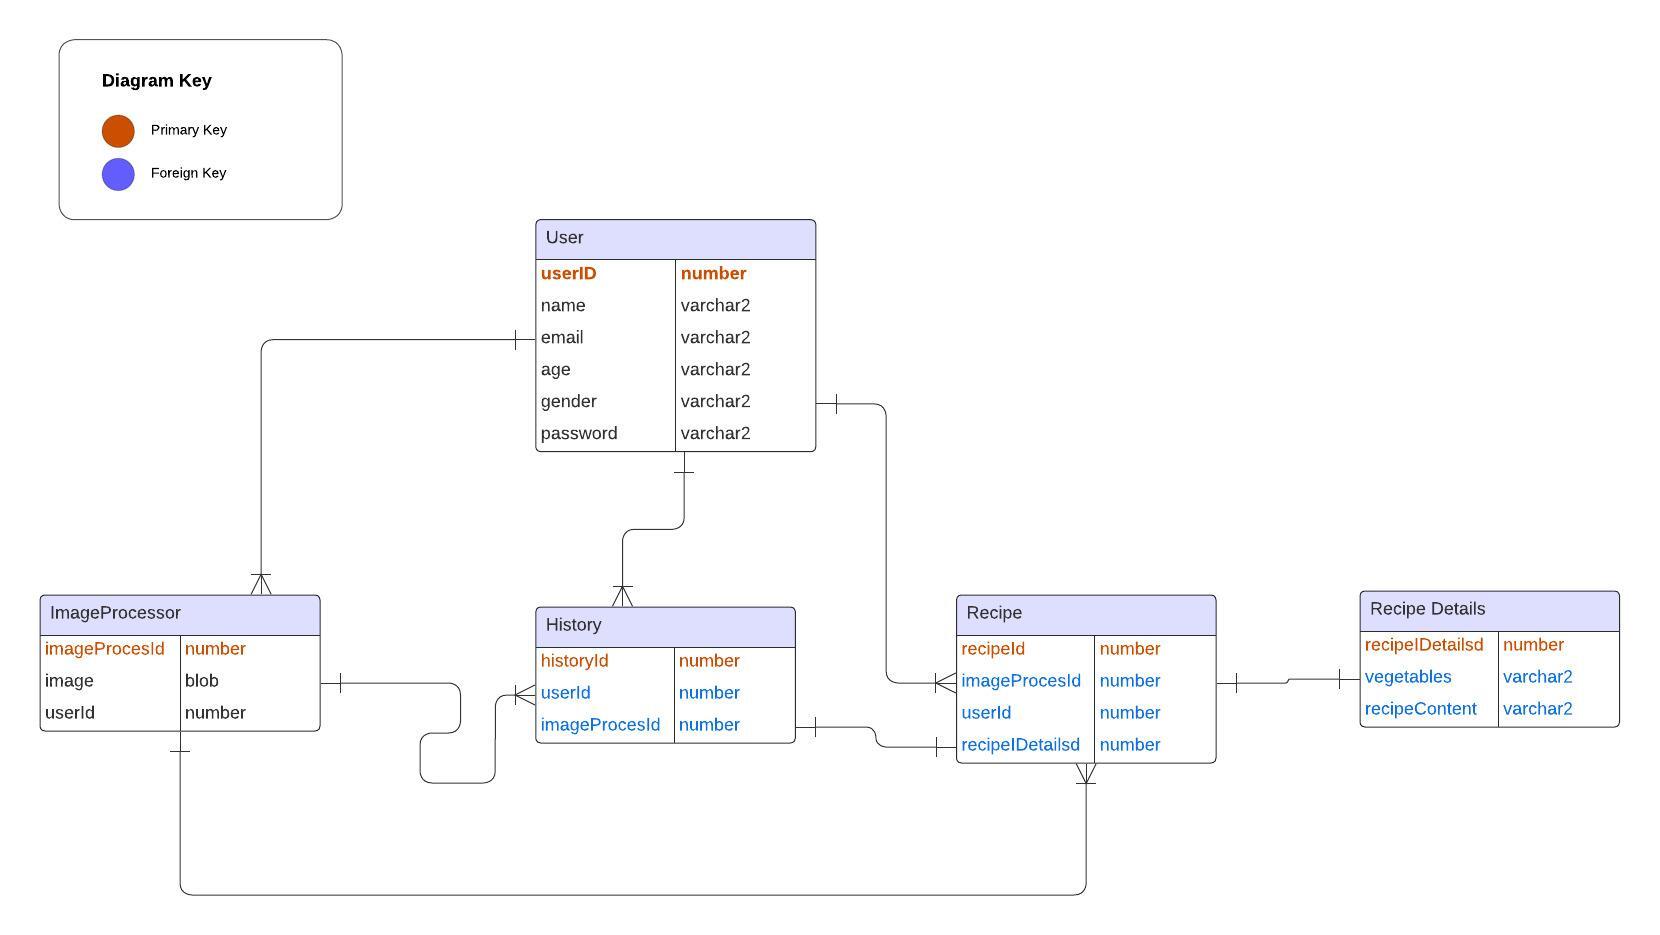 Diagram Key
Primary Key
Foreign Key
User
userID number
name varchar2
email varchar2
age varchar2
gender varchar2
password varchar2
ImageProcessor
imageProcesId number
image blob
userId number
History
historyId number
userId number
imageProcesId number
Recipe
recipeId number
imageProcesId number
userId number
recipeIDetailsd number
Recipe Details
recipeIDetailsd number
vegetables varchar2
recipeContent varchar2